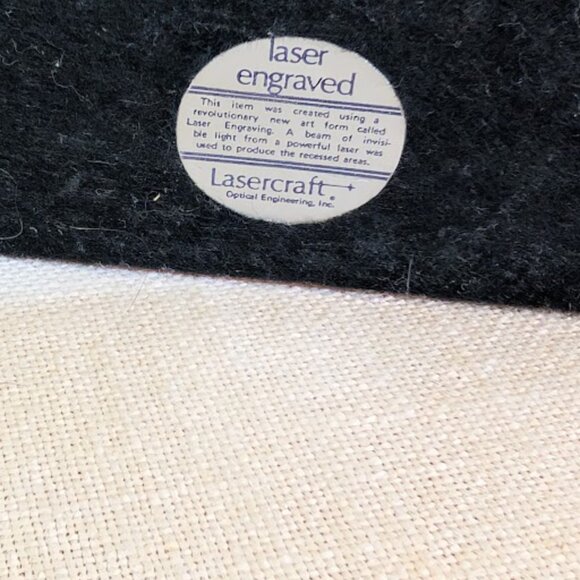 laser
engraved
This item was created using a
revolutionary new art form called
Laser Engraving. A beam of invisi-
ble light from a powerful laser was
used to produce the recessed areas.
Lasercraft®
Optical Engineering, Inc.